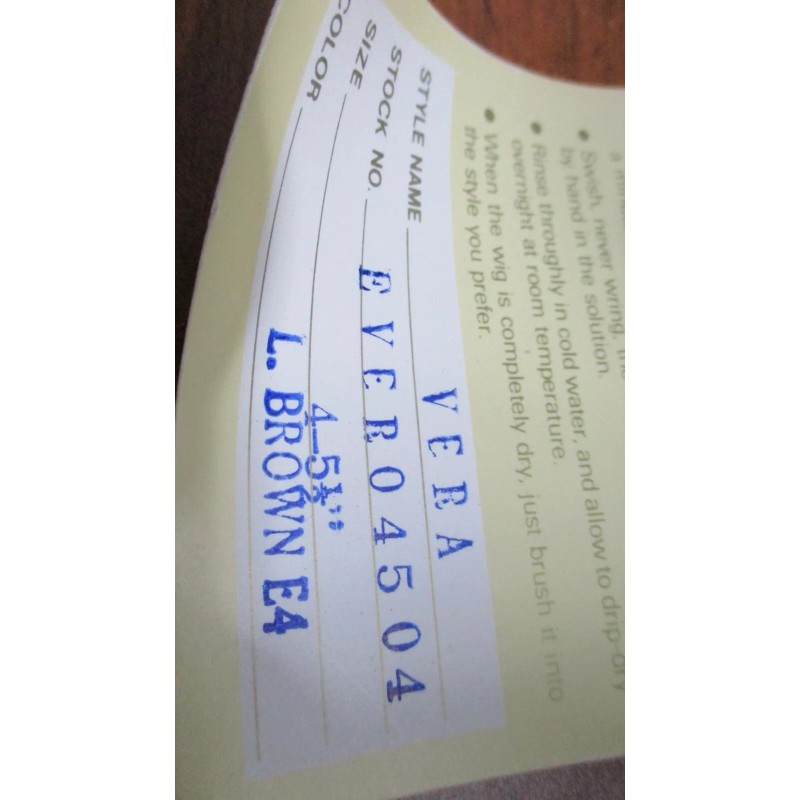 Swish, never wring, the
by hand in the solution.
Rinse throughly in cold water, and allow to drip-dry
overnight at room temperature.
When the wig is completely dry, just brush it into
the style you prefer.
STYLE NAME VERA
STOCK NO. EVERO4504
SIZE 4-5½"
COLOR L. BROWN E4